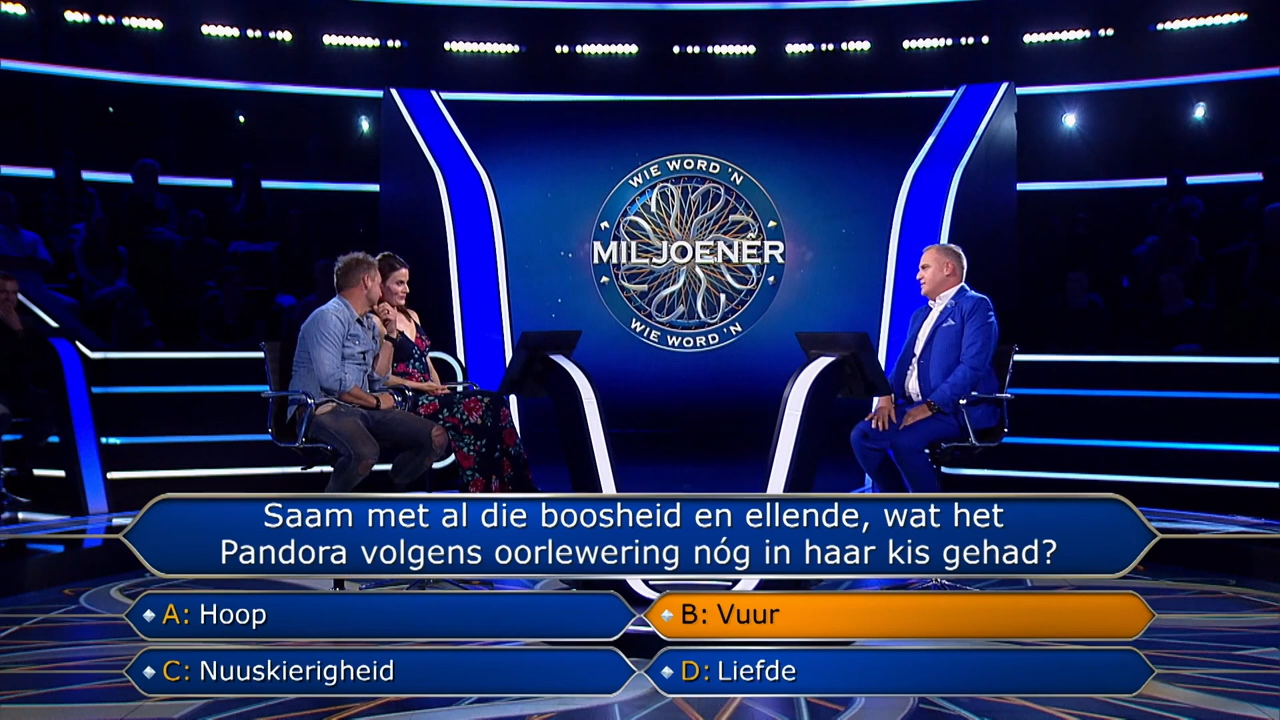 WIE WORD 'N
MILJOENER
WIE WORD 'N
Saam met al die boosheid en ellende, wat het
Pandora volgens oorlewering nóg in haar kis gehad?
A: Hoop
B: Vuur
C: Nuuskierigheid
D: Liefde